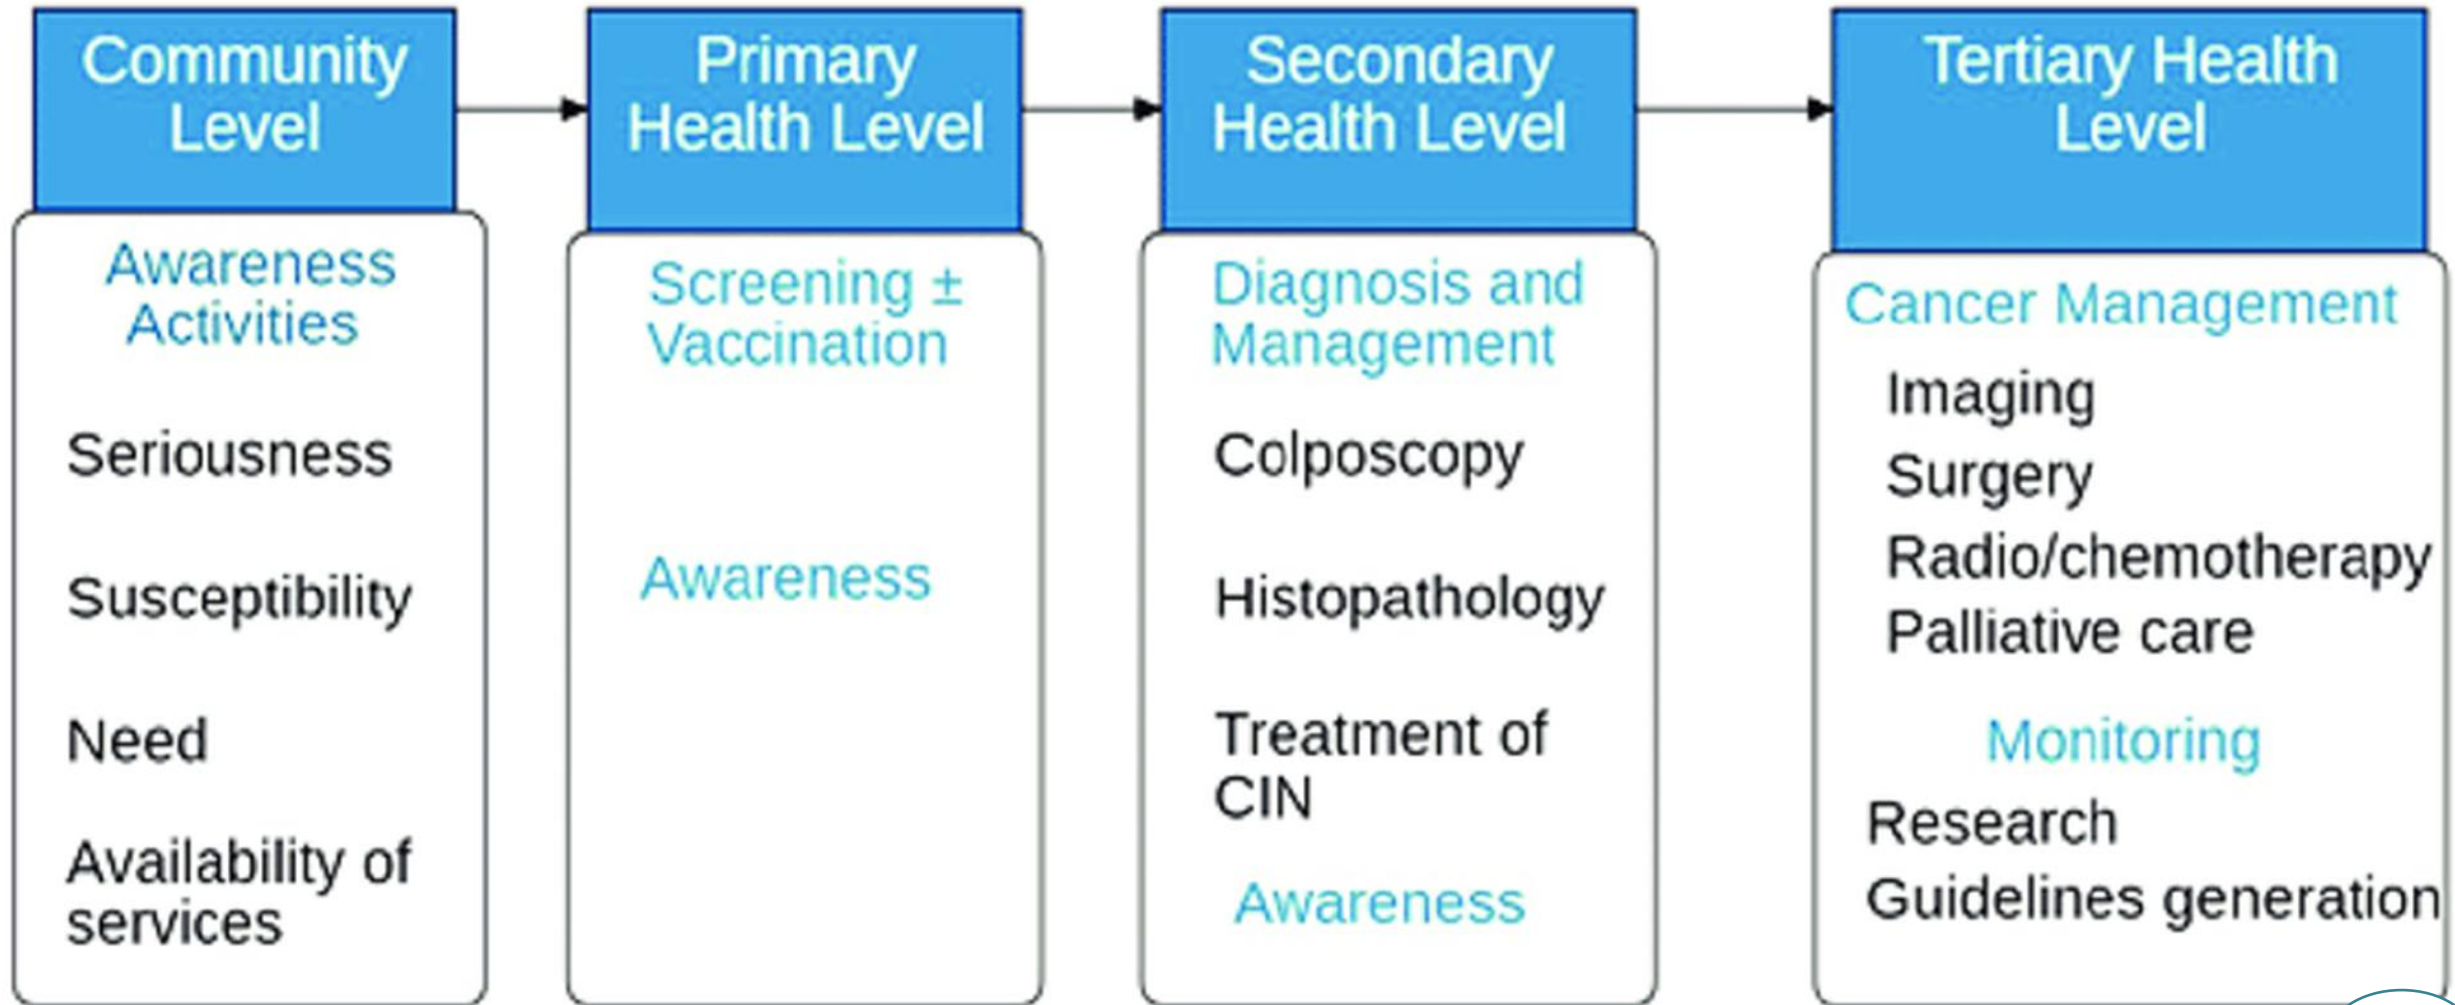 Community
Level
Awareness
Activities
Seriousness
Susceptibility
Need
Availability of
services
Primary
Health Level
Screening ±
Vaccination
Awareness
Secondary
Health Level
Diagnosis and
Management
Colposcopy
Histopathology
Treatment of
CIN
Awareness
Tertiary Health
Level
Cancer Management
Imaging
Surgery
Radio/chemotherapy
Palliative care
Monitoring
Research
Guidelines generation